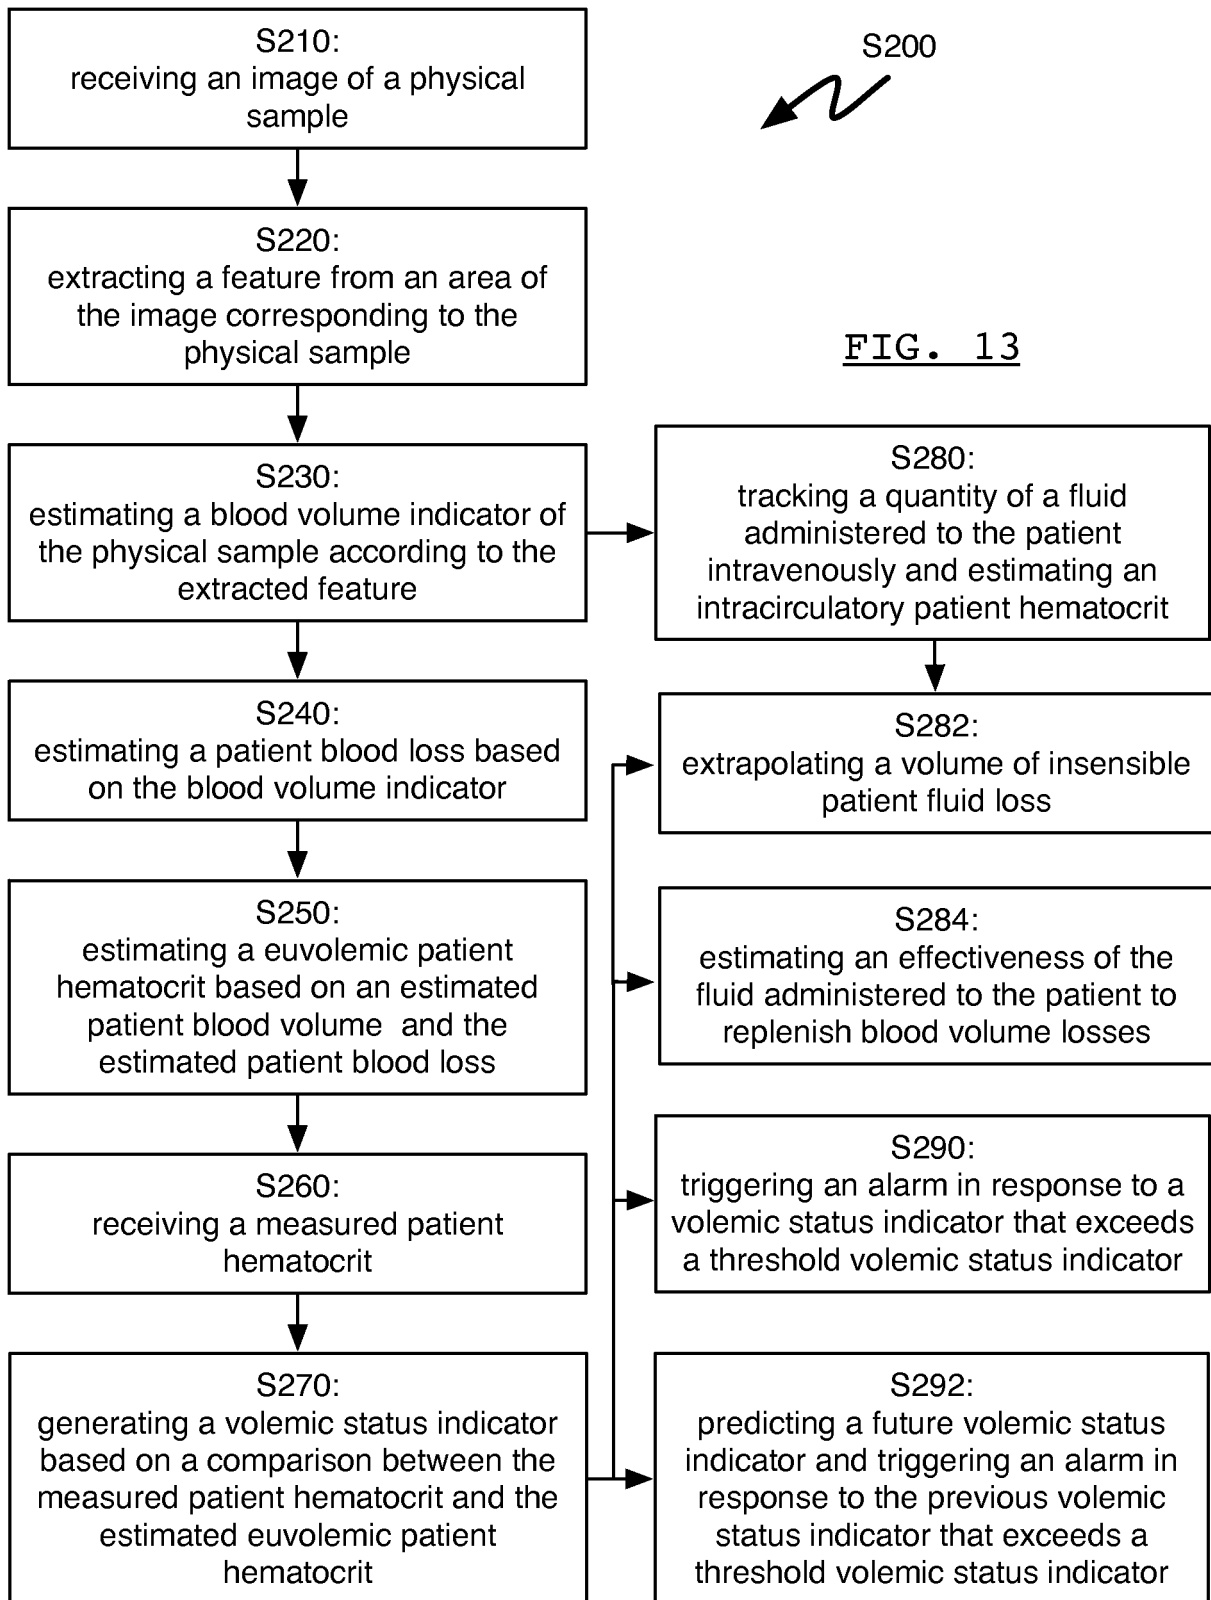 S210:
receiving an image of a physical
sample
S200
S220:
extracting a feature from an area of
the image corresponding to the
physical sample
FIG. 13
S230:
estimating a blood volume indicator of
the physical sample according to the
extracted feature
S280:
tracking a quantity of a fluid
administered to the patient
intravenously and estimating an
intracirculatory patient hematocrit
S240:
estimating a patient blood loss based
on the blood volume indicator
S282:
extrapolating a volume of insensible
patient fluid loss
S250:
estimating a euvolemic patient
hematocrit based on an estimated
patient blood volume and the
estimated patient blood loss
S284:
estimating an effectiveness of the
fluid administered to the patient to
replenish blood volume losses
S260:
receiving a measured patient
hematocrit
S290:
triggering an alarm in response to a
volemic status indicator that exceeds
a threshold volemic status indicator
S270:
generating a volemic status indicator
based on a comparison between the
measured patient hematocrit and the
estimated euvolemic patient
hematocrit
S292:
predicting a future volemic status
indicator and triggering an alarm in
response to the previous volemic
status indicator that exceeds a
threshold volemic status indicator